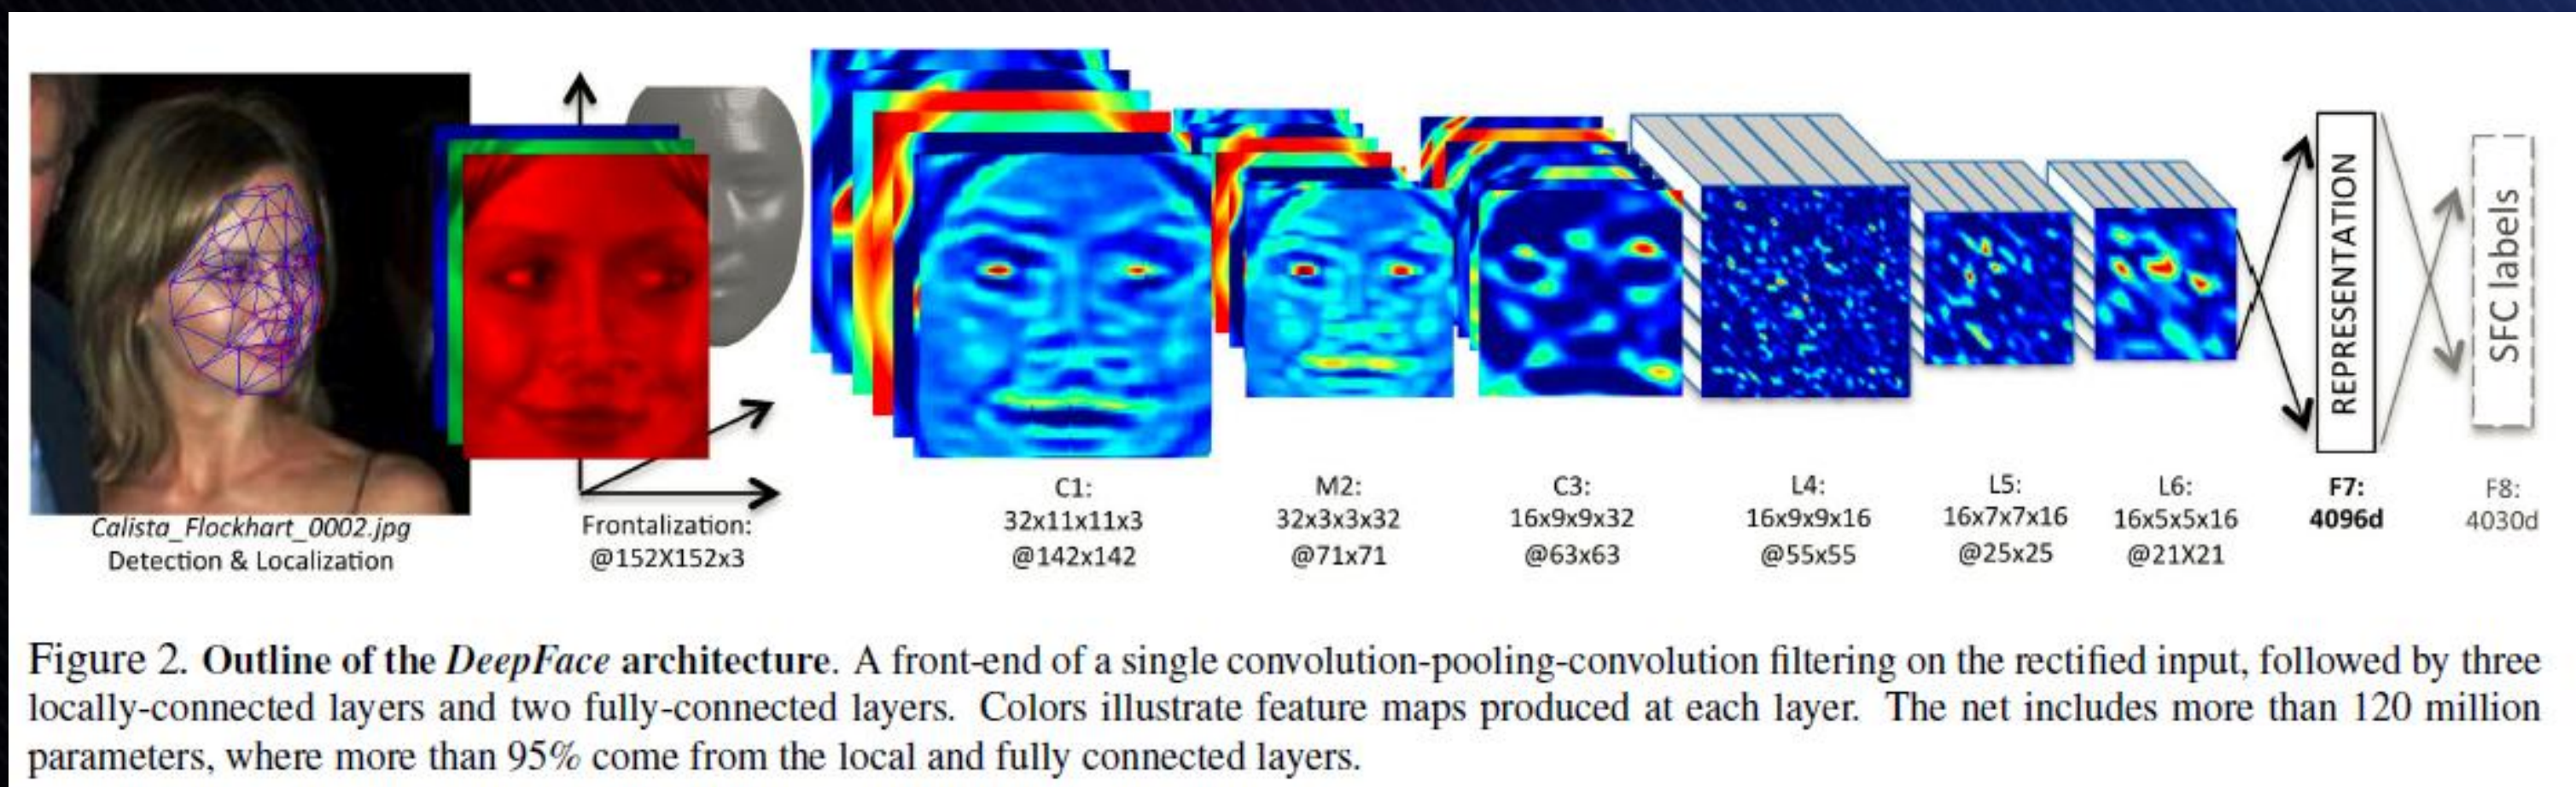 Calista_Flockhart_0002.jpg
Detection & Localization
Frontalization:
@152X152x3
C1:
32x11x11x3
@142x142
M2:
32x3x3x32
@71x71
C3:
16x9x9x32
@63x63
L4:
16x9x9x16
@55x55
L5:
16x7x7x16
@25x25
L6:
16x5x5x16
@21X21
REPRESENTATION
F7:
4096d
SFC labels
F8:
4030d
Figure 2. Outline of the DeepFace architecture. A front-end of a single convolution-pooling-convolution filtering on the rectified input, followed by three
locally-connected layers and two fully-connected layers. Colors illustrate feature maps produced at each layer. The net includes more than 120 million
parameters, where more than 95% come from the local and fully connected layers.